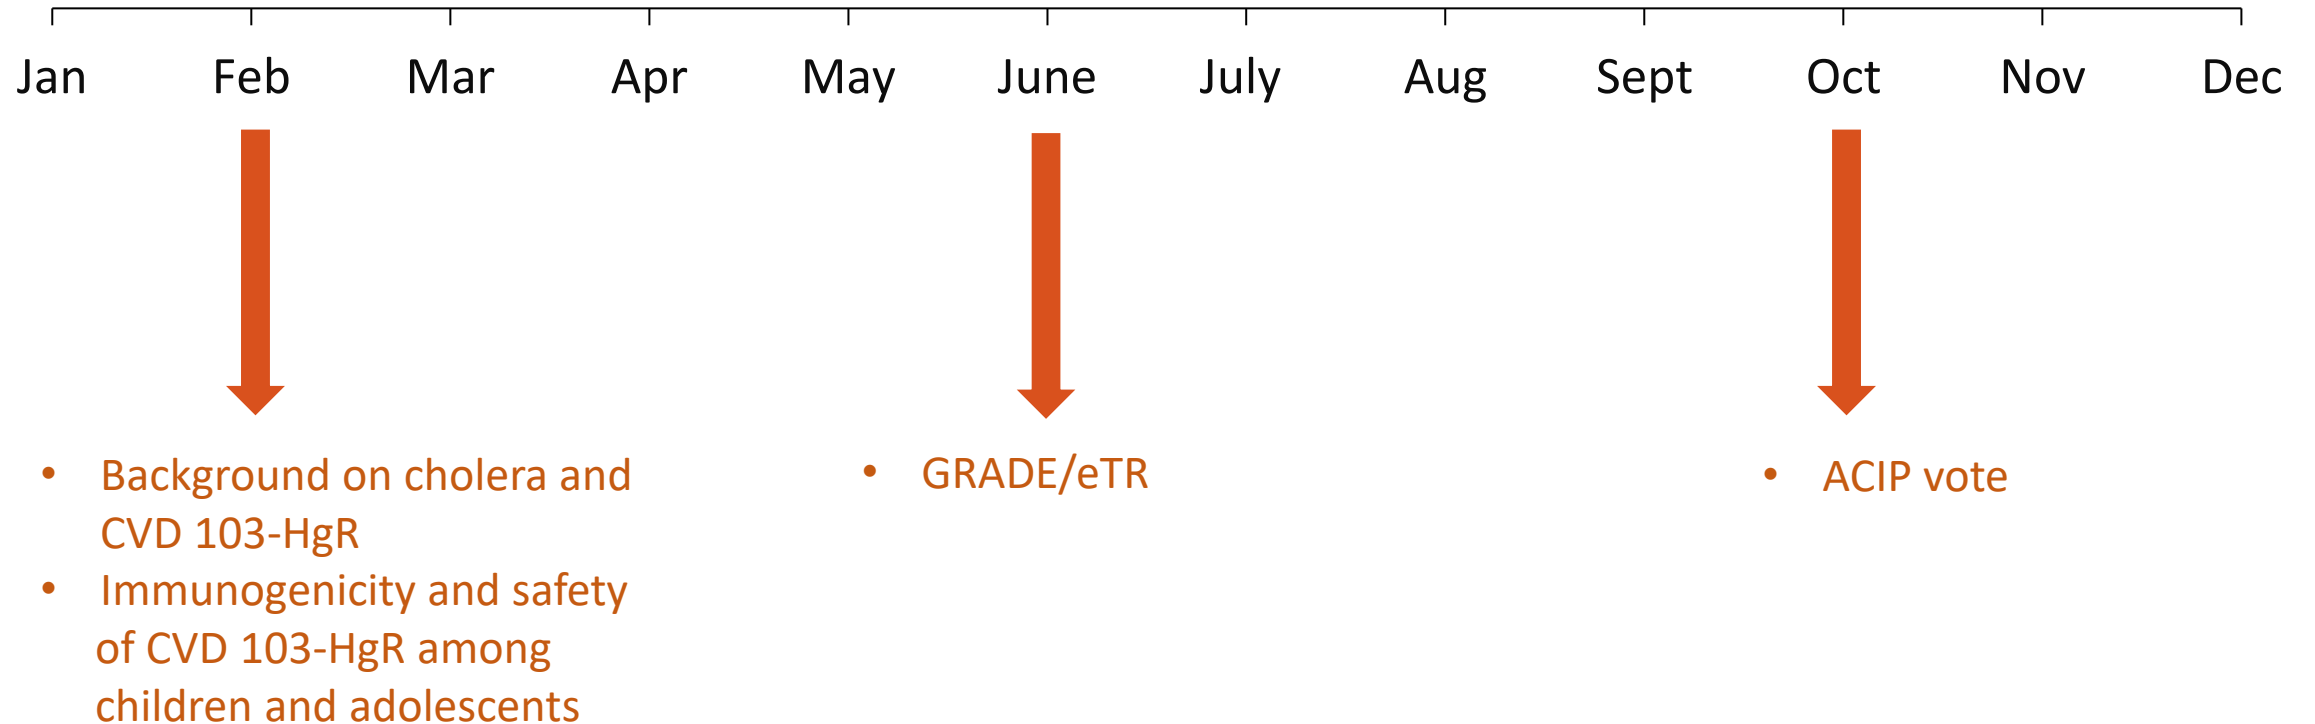 Jan Feb Mar Apr May June July Aug Sept Oct Nov Dec
• Background on cholera and
CVD 103-HgR
• Immunogenicity and safety
of CVD 103-HgR among
children and adolescents
• GRADE/eTR
• ACIP vote